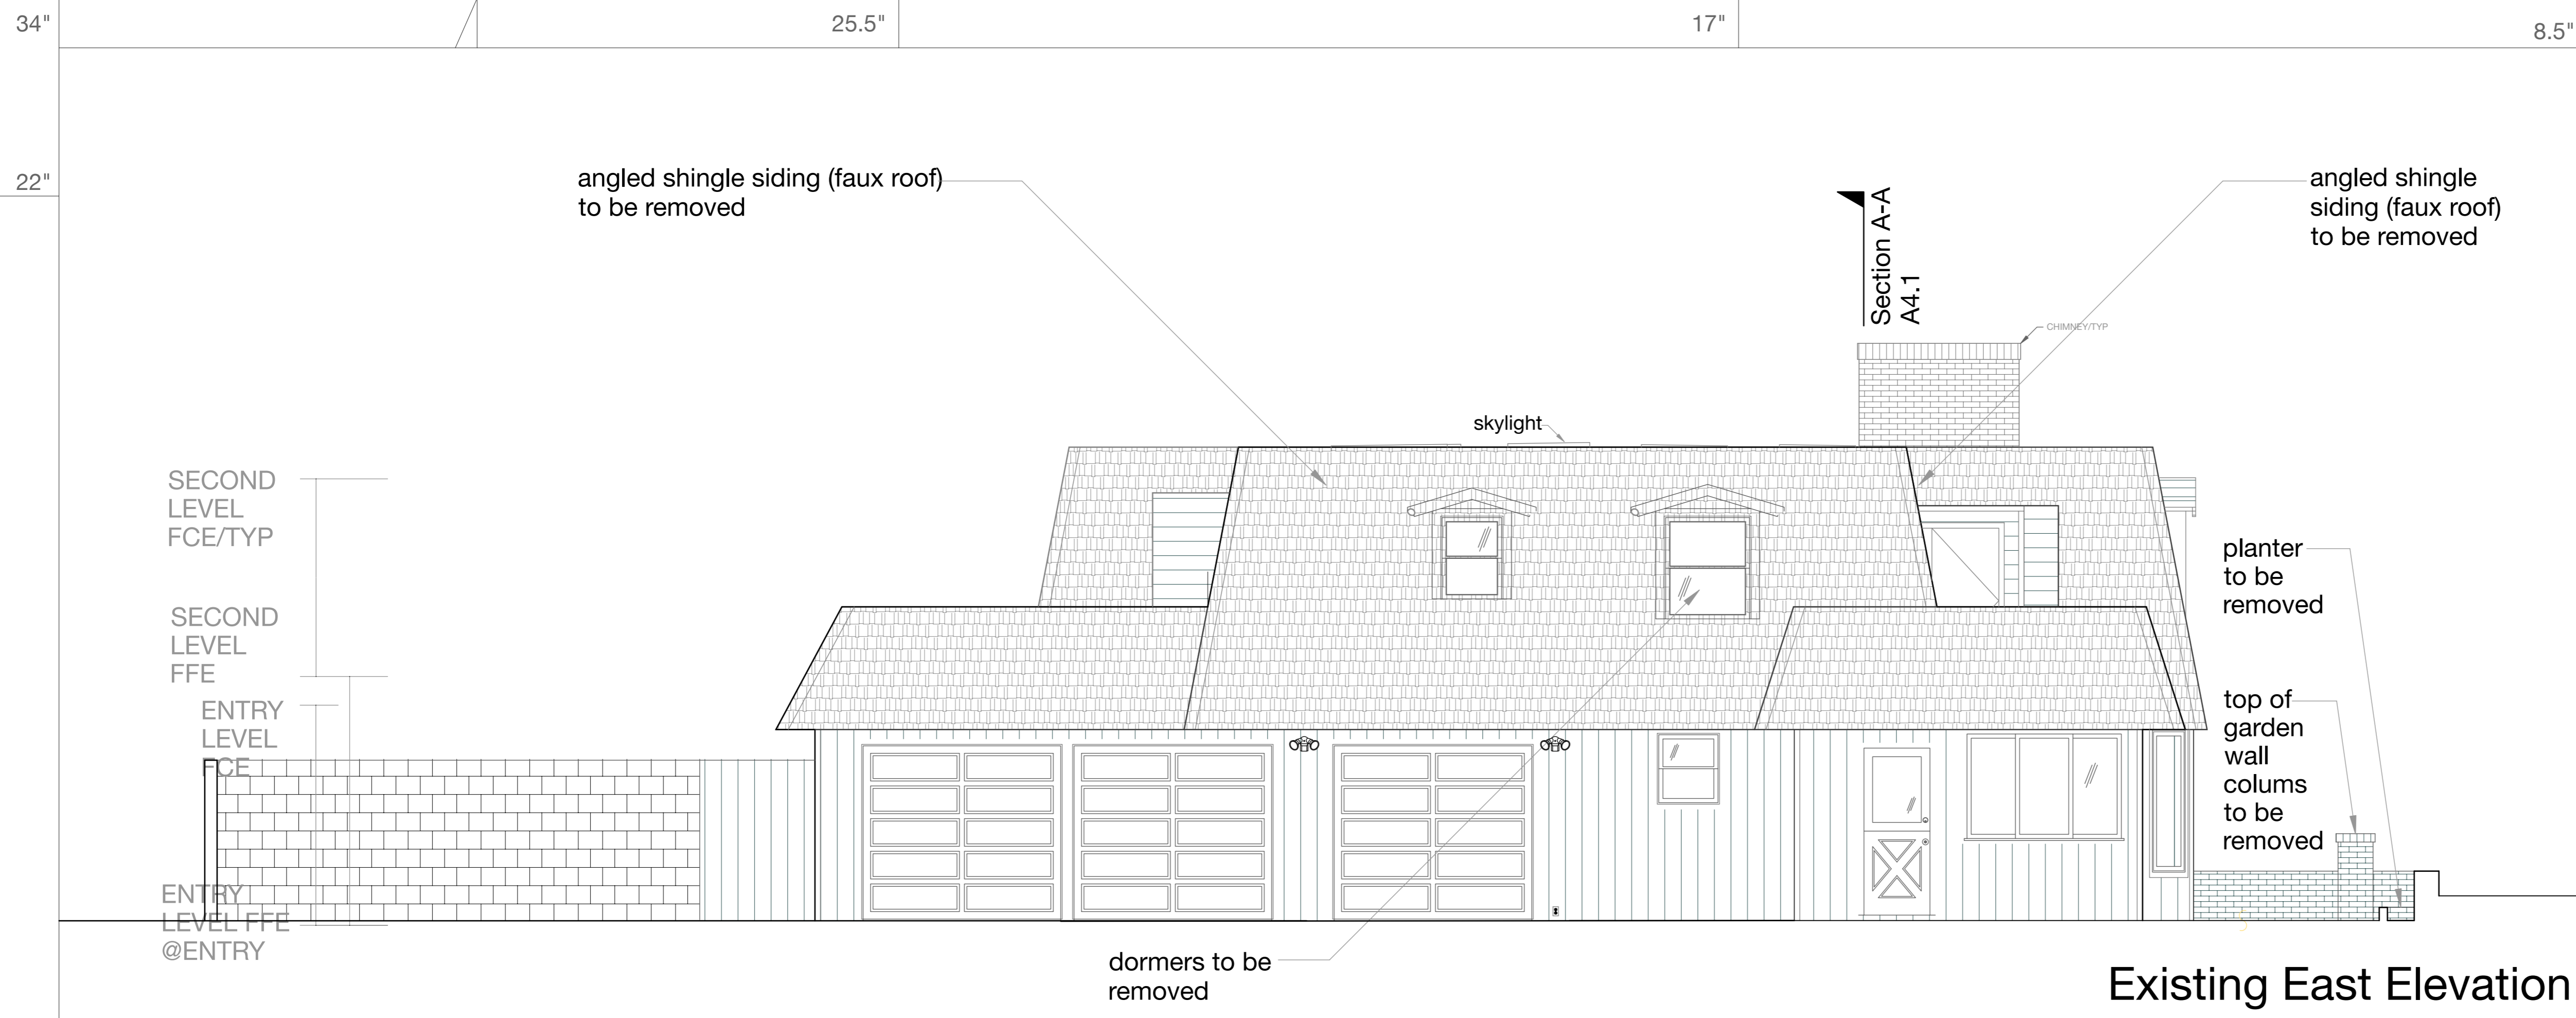 34"
25.5"
17"
8.5"
22"
angled shingle siding (faux roof)
to be removed
Section A-A
A4.1
angled shingle
siding (faux roof)
to be removed
CHIMNEY/TYP
skylight
SECOND
LEVEL
FCE/TYP
SECOND
LEVEL
FFE
ENTRY
LEVEL
FCE
ENTRY
LEVEL FFE
@ENTRY
planter
to be
removed
top of
garden
wall
colums
to be
removed
dormers to be
removed
Existing East Elevation